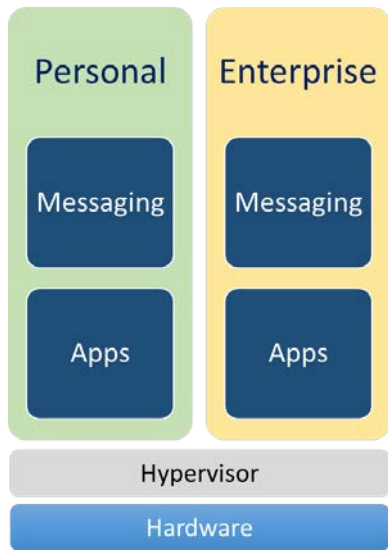 Personal
Enterprise
Messaging
Messaging
Apps
Apps
Hypervisor
Hardware